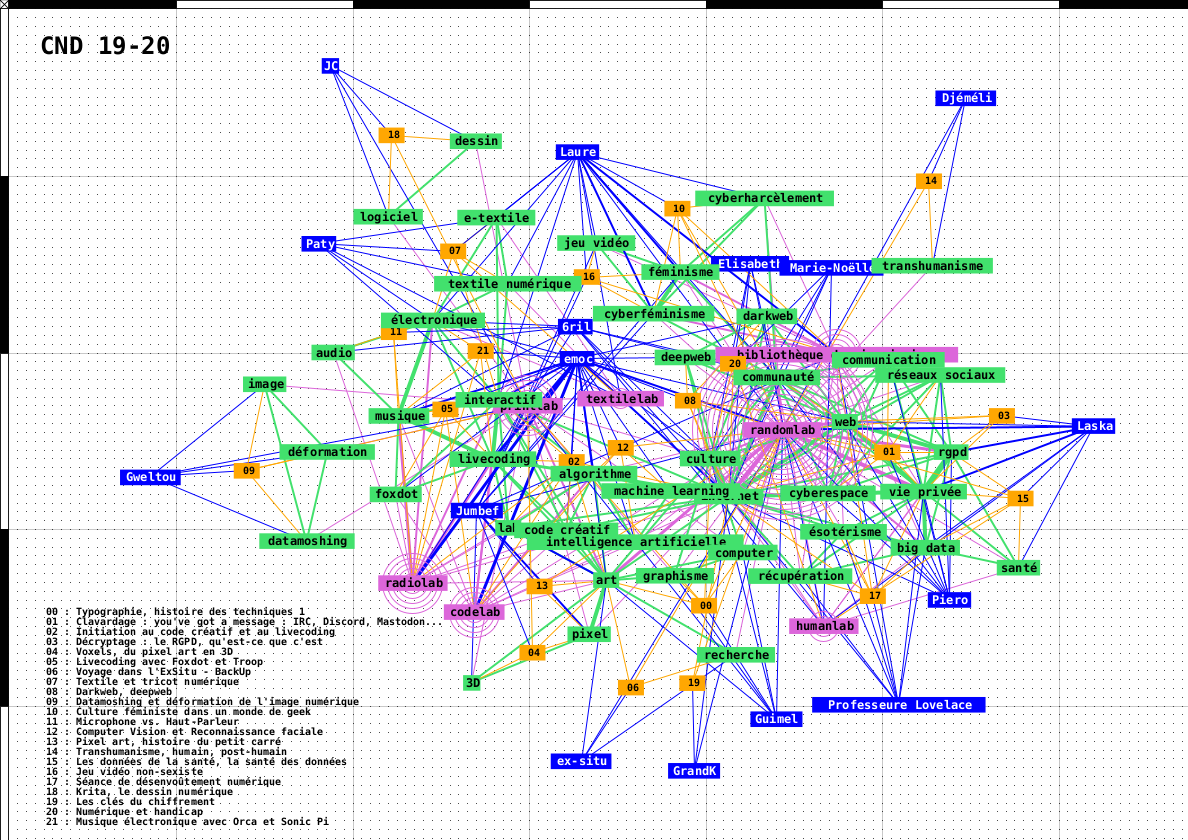 CND 19-20
JC
Djéméli
18
dessin
Laure
14
cyberharcèlement
10
logiciel
e-textile
Paty
jeu vidéo
07
Elisabeth
Marie-Noëlle
transhumanisme
féminisme
16
textile numérique
cyberféminisme
darkweb
électronique
6ril
11
audio
21
emoc
deepweb
bibliothèque
communication
20
communauté
réseaux sociaux
image
interactif
printlab
textilelab
08
05
musique
03
web
Laska
randomlab
12
déformation
01
rgpd
livecoding
02
culture
09
Gweltou
algorithme
foxdot
machine learning
internet
cyberespace
vie privée
15
Jumbef
code créatif
ésotérisme
datamoshing
intelligence artificielle
big data
computer
santé
radiolab
art
graphisme
récupération
13
17
Piero
00
codelab
humanlab
pixel
04
recherche
3D
06
19
Professeure Lovelace
Guimel
ex-situ
GrandK
00 : Typographie, histoire des techniques 1
01 : Clavardage : you've got a message : IRC, Discord, Mastodon...
02 : Initiation au code créatif et au livecoding
03 : Décryptage : le RGPD, qu'est-ce que c'est
04 : Voxels, du pixel art en 3D
05 : Livecoding avec Foxdot et Troop
06 : Voyage dans l'ExSitu - BackUp
07 : Textile et tricot numérique
08 : Darkweb, deepweb
09 : Datamoshing et déformation de l'image numérique
10 : Culture féministe dans un monde de geek
11 : Microphone vs. Haut-Parleur
12 : Computer Vision et Reconnaissance faciale
13 : Pixel art, histoire du petit carré
14 : Transhumanisme, humain, post-humain
15 : Les données de la santé, la santé des données
16 : Jeu vidéo non-sexiste
17 : Séance de désenvoûtement numérique
18 : Krita, le dessin numérique
19 : Les clés du chiffrement
20 : Numérique et handicap
21 : Musique électronique avec Orca et Sonic Pi